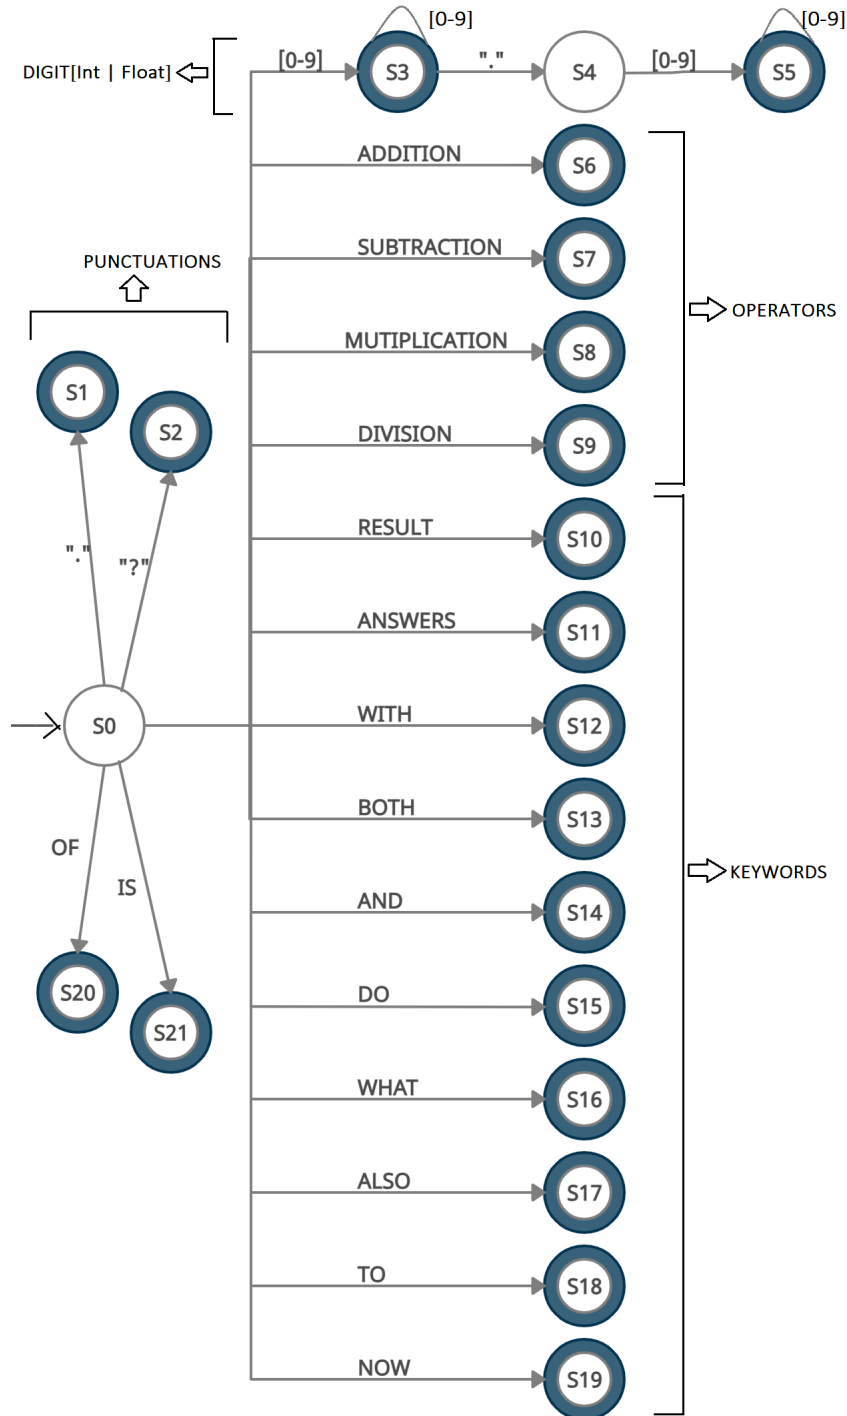 [0-9]
[0-9]
DIGIT[Int | Float]
[0-9]
S3
"."
S4
[0-9]
S5
ADDITION
S6
SUBTRACTION
S7
PUNCTUATIONS
OPERATORS
MUTIPLICATION
S8
S1
S2
DIVISION
S9
RESULT
S10
"."
"?"
ANSWERS
S11
S0
WITH
S12
BOTH
S13
OF
IS
KEYWORDS
AND
S14
S20
DO
S15
S21
WHAT
S16
ALSO
S17
TO
S18
NOW
S19